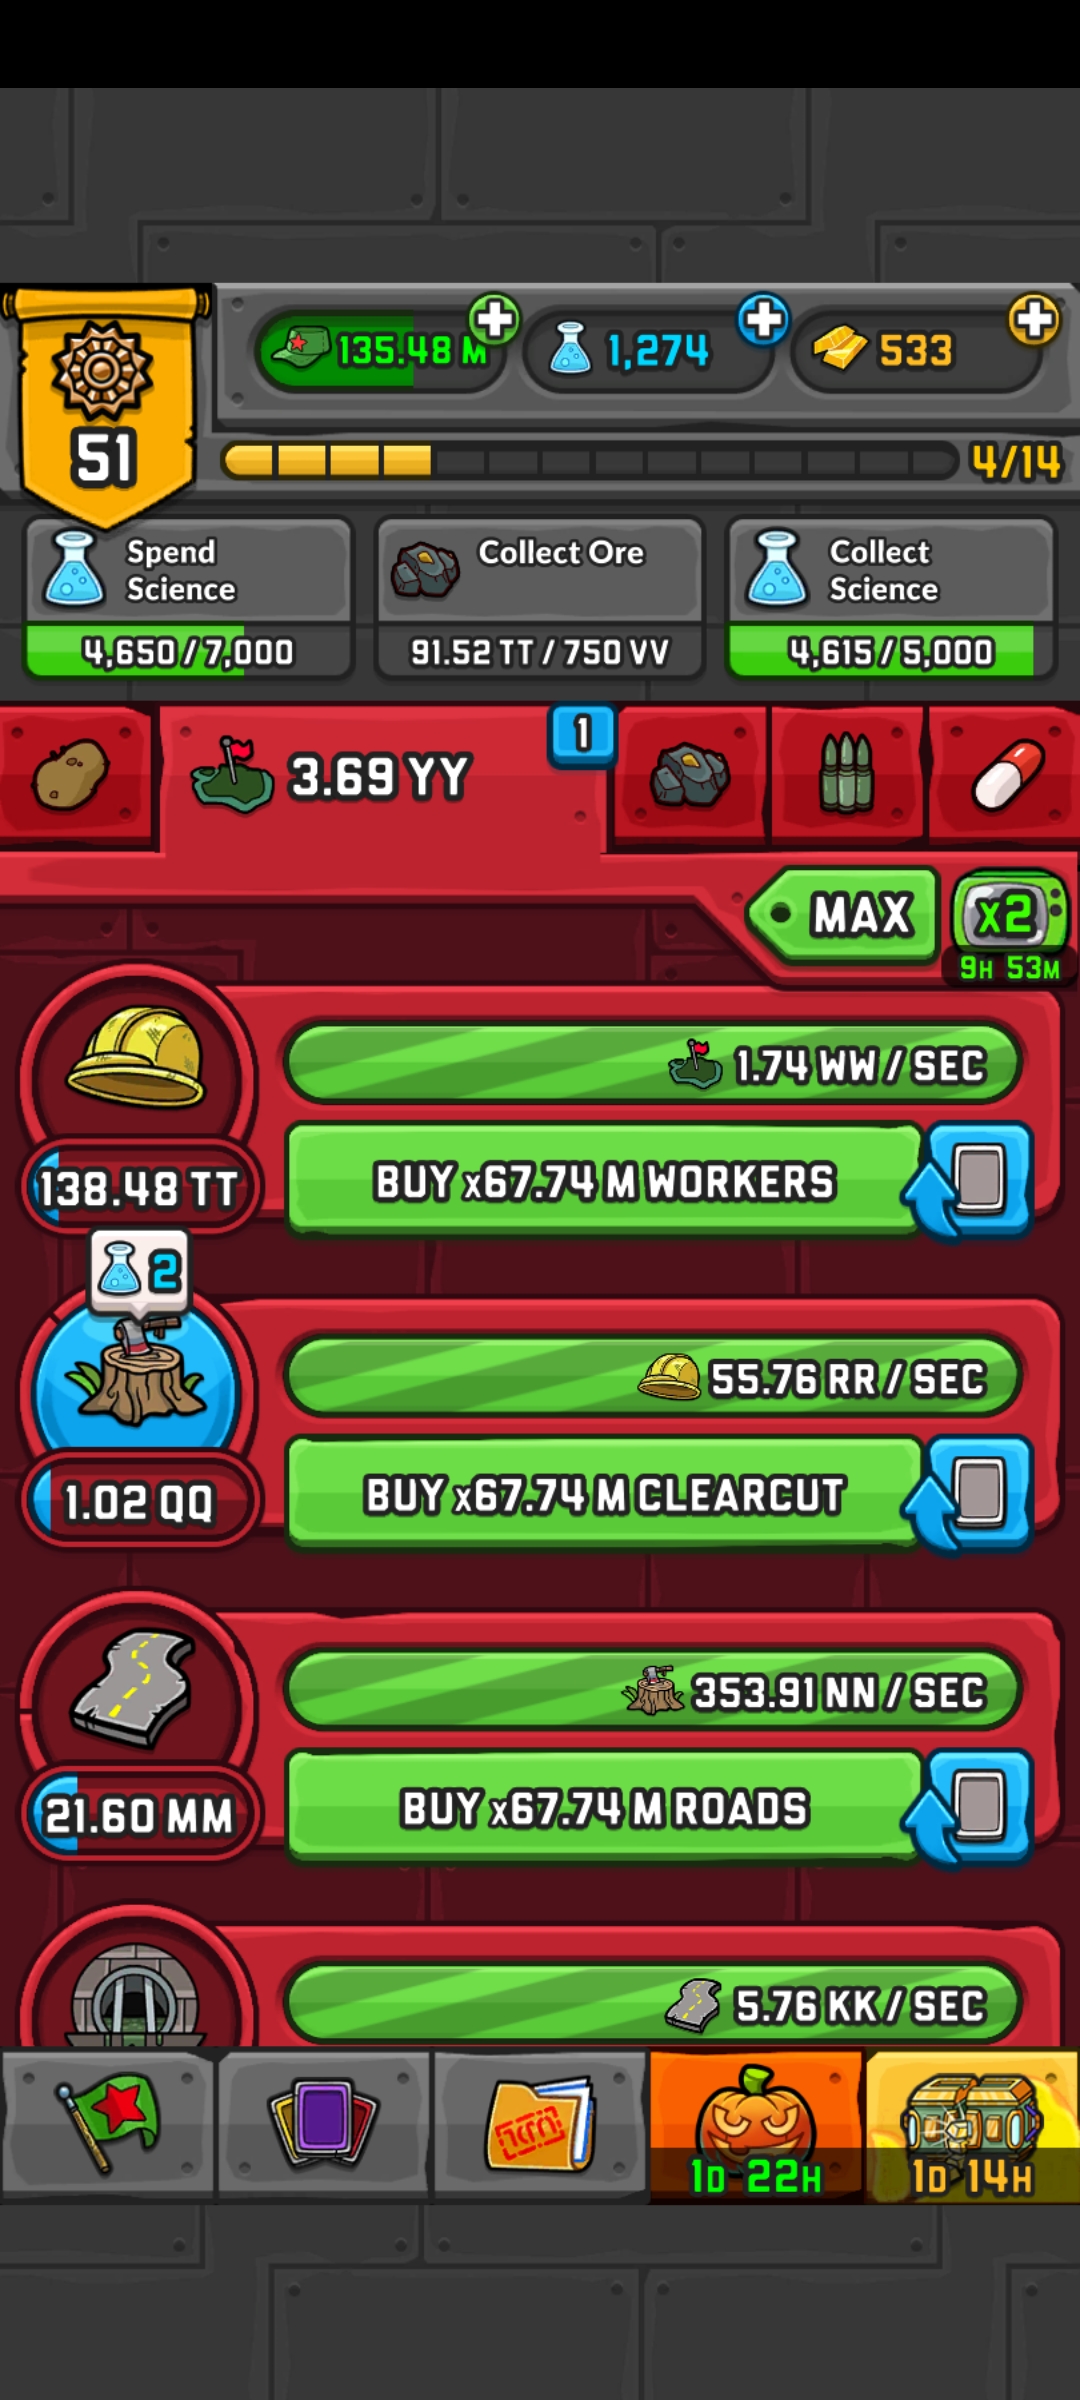 135.48 M
1,274
533
51
4/14
Spend
Science
4,650/7,000
Collect Ore
91.52 TT/750 VV
Collect
Science
4,615/5,000
3.69 YY
1
MAX
x2
9H 53M
1.74 WW/SEC
138.48 TT
BUY x67.74 M WORKERS
2
55.76 RR/SEC
1.02 QQ
BUY x67.74 M CLEARCUT
353.91 NN/SEC
21.60 MM
BUY x67.74 M ROADS
5.76 KK/SEC
1D 22H
1D 14H